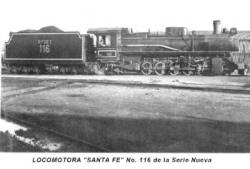 116
LOCOMOTORA "SANTA FE" No. 116 de la Serie Nueva